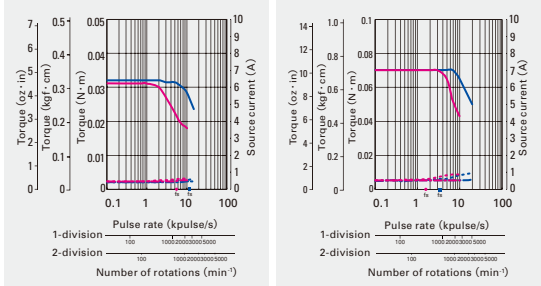 Torque (oz·in)
Torque (kgf·cm)
Torque (N·m)
Source current (A)
7
6
5
4
3
2
1
0
0.5
0.4
0.3
0.2
0.1
0
0.05
0.04
0.03
0.02
0.01
0
10
9
8
7
6
5
4
3
2
1
0
fs
fs
0.1 1 10 100
Pulse rate (kpulse/s)
1-division
100 1000 2000 3000 5000
2-division
100 1000 2000 3000 5000
Number of rotations (min-1)
Torque (oz·in)
Torque (kgf·cm)
Torque (N·m)
Source current (A)
14
12
10
8
6
4
2
0
1.0
0.8
0.6
0.4
0.2
0
0.1
0.08
0.06
0.04
0.02
0
10
9
8
7
6
5
4
3
2
1
0
fs
fs
0.1 1 10 100
Pulse rate (kpulse/s)
1-division
100 1000 2000 3000 5000
2-division
100 1000 2000 3000 5000
Number of rotations (min-1)